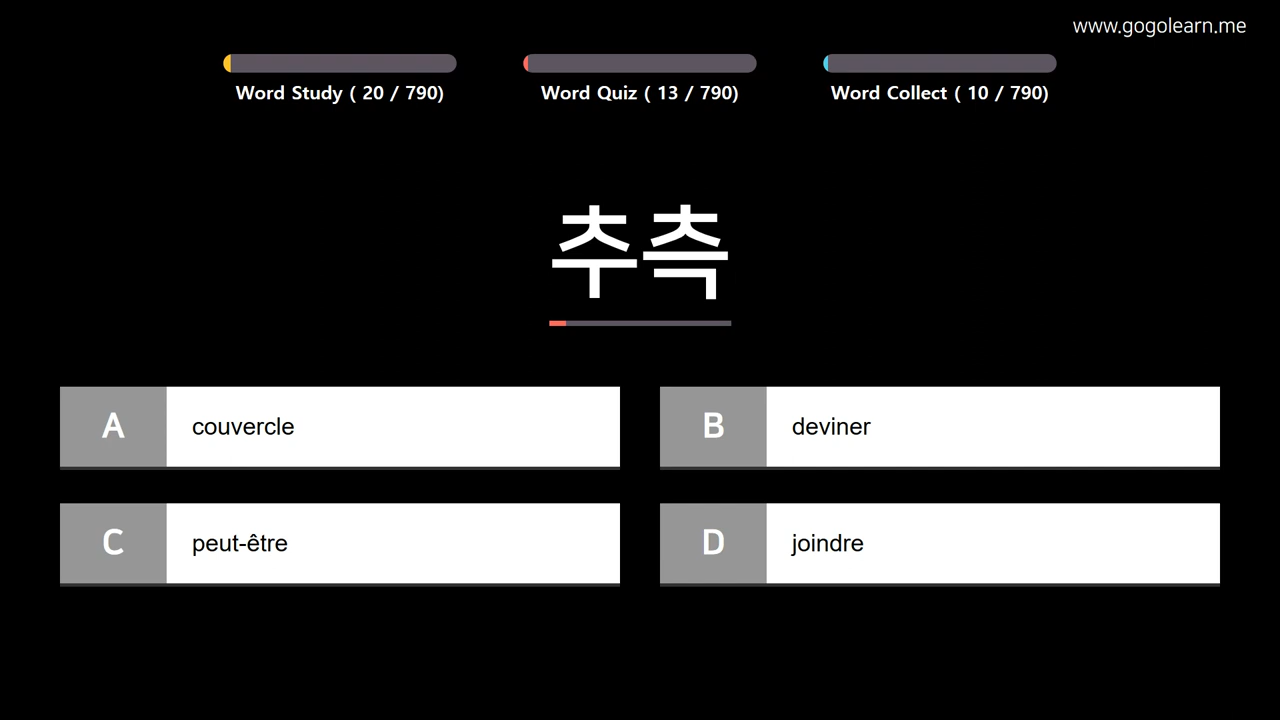 www.gogolearn.me
Word Study ( 20 / 790)
Word Quiz ( 13 / 790)
Word Collect ( 10 / 790)
추측
A couvercle
B deviner
C peut-être
D joindre